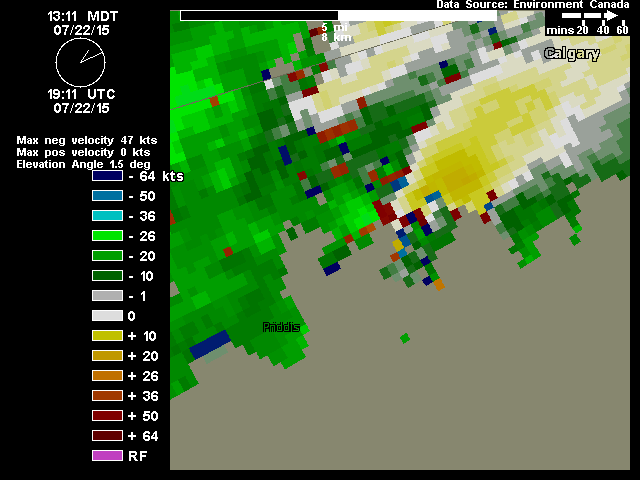 Data Source: Environment Canada
13:11 MDT
07/22/15
19:11 UTC
07/22/15
5 mi
8 km
mins 20 40 60
Calgary
Max neg velocity 47 kts
Max pos velocity 0 kts
Elevation Angle 1.5 deg
- 64 kts
- 50
- 36
- 26
- 20
- 10
- 1
0
+ 10
+ 20
+ 26
+ 36
+ 50
+ 64
RF
Priddis